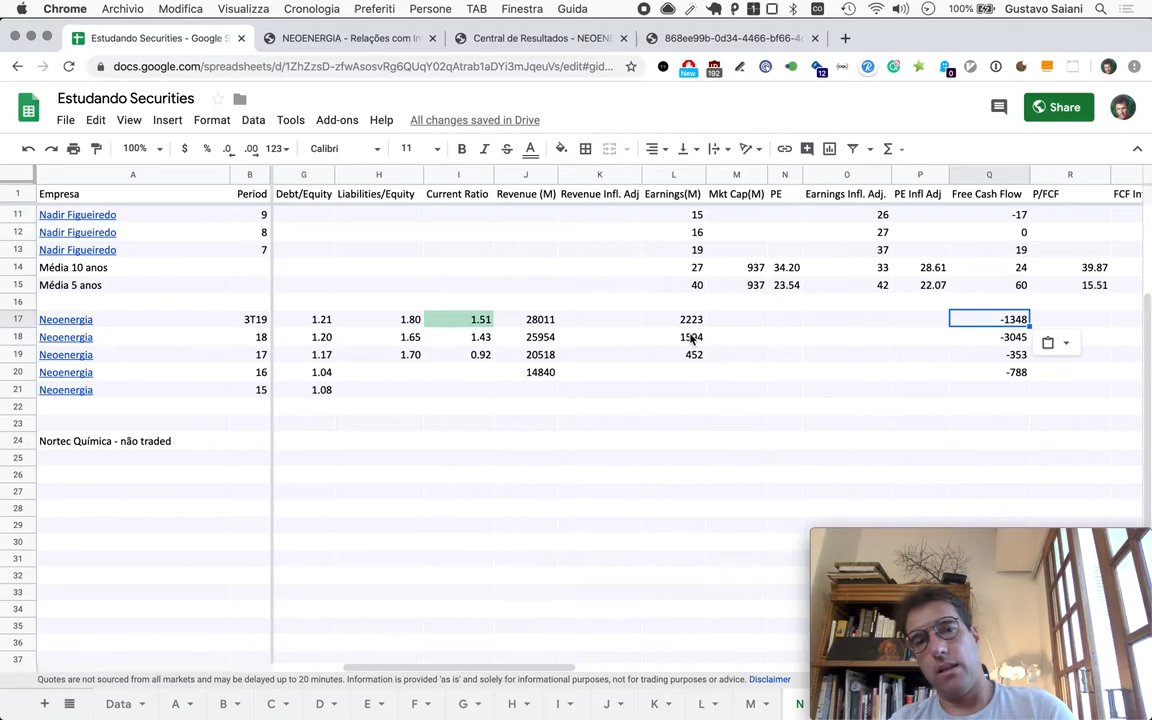 Chrome Archivio Modifica Visualizza Cronologia Preferiti Persone TAB Finestra Guida 100% Gustavo Saiani
Estudando Securities - Google S NEOENERGIA - Relações com In Central de Resultados - NEOEN 868ee99b-0d34-4466-bf66-4c
docs.google.com/spreadsheets/d/1ZhZzsD-zfwAsosvRg6QUqY02qAtrab1aDYi3mJqeuVs/edit#gid... New 192 12 0
Estudando Securities
Share
File Edit View Insert Format Data Tools Add-ons Help All changes saved in Drive
100% $ % .0 .00 123 Calibri 11 B I S A
A B G H I J K L M N O P Q R
1 Empresa Period Debt/Equity Liabilities/Equity Current Ratio Revenue (M) Revenue Infl. Adj Earnings(M) Mkt Cap(M) PE Earnings Infl. Adj. PE Infl Adj Free Cash Flow P/FCF FCF In
11 Nadir Figueiredo 9 15 26 -17
12 Nadir Figueiredo 8 16 27 0
13 Nadir Figueiredo 7 19 37 19
14 Média 10 anos 27 937 34.20 33 28.61 24 39.87
15 Média 5 anos 40 937 23.54 42 22.07 60 15.51
16
17 Neoenergia 3T19 1.21 1.80 1.51 28011 2223 -1348
18 Neoenergia 18 1.20 1.65 1.43 25954 -3045
19 Neoenergia 17 1.17 1.70 0.92 20518 452 -353
20 Neoenergia 16 1.04 14840 -788
21 Neoenergia 15 1.08
22
23
24 Nortec Química - não traded
25
26
27
28
29
30
31
32
33
34
35
36
37
Quotes are not sourced from all markets and may be delayed up to 20 minutes. Information is provided 'as is' and solely for informational purposes, not for trading purposes or advice. Disclaimer
Data A B C D E F G H I J K L M N